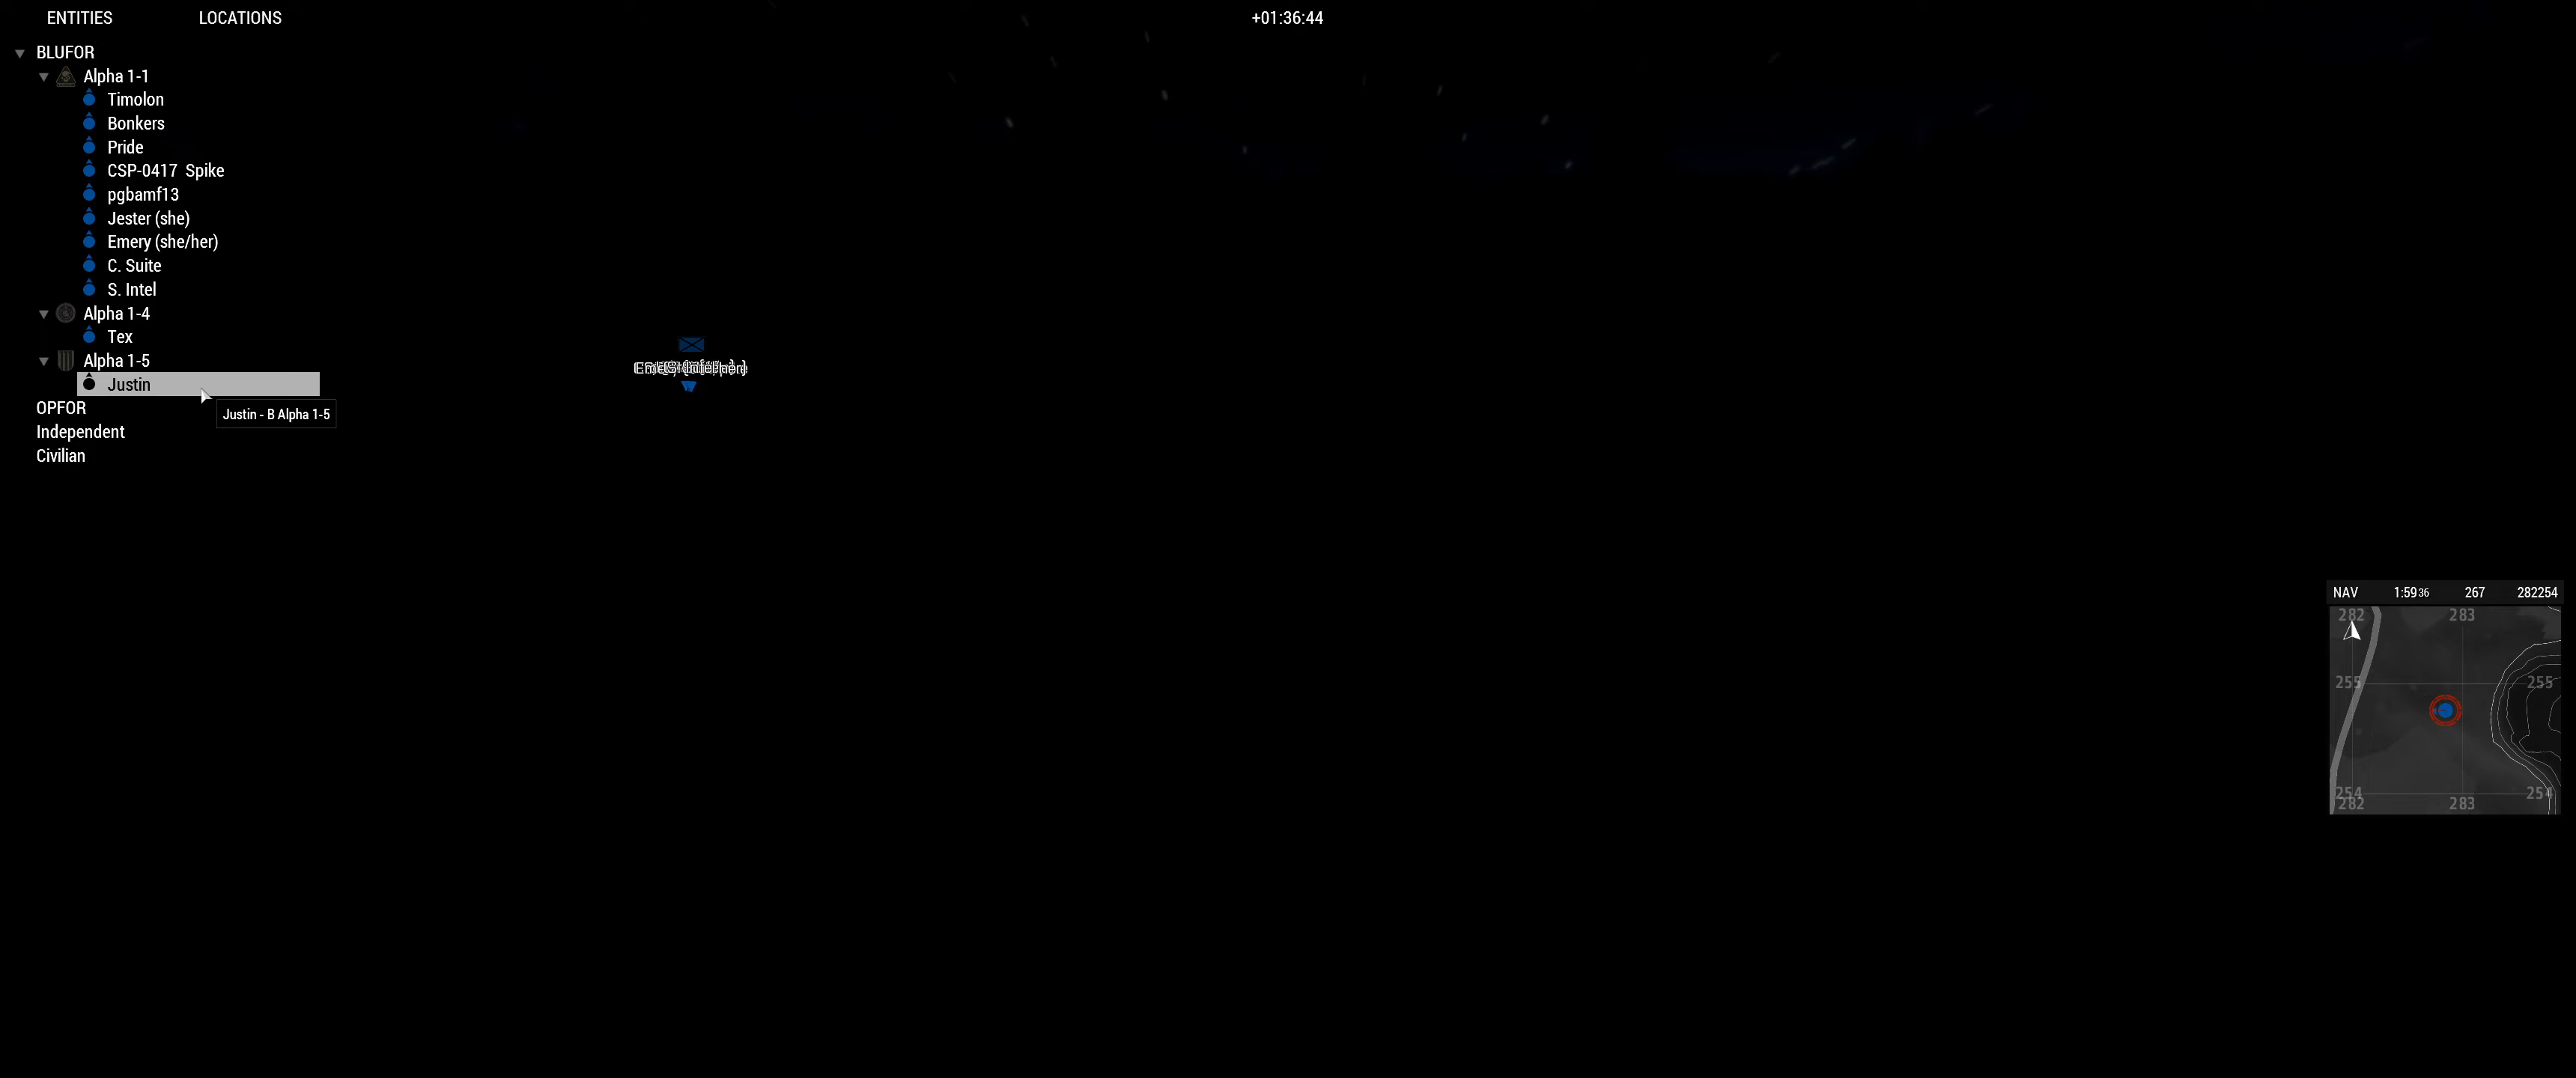 ENTITIES LOCATIONS +01:36:44
BLUFOR
Alpha 1-1
Timolon
Bonkers
Pride
CSP-0417 Spike
pgbamf13
Jester (she)
Emery (she/her)
C. Suite
S. Intel
Alpha 1-4
Tex
Alpha 1-5
Justin
Justin - B Alpha 1-5
OPFOR
Independent
Civilian
NAV 1:59 36 267 282254
282 283
255 255
254 254
282 283